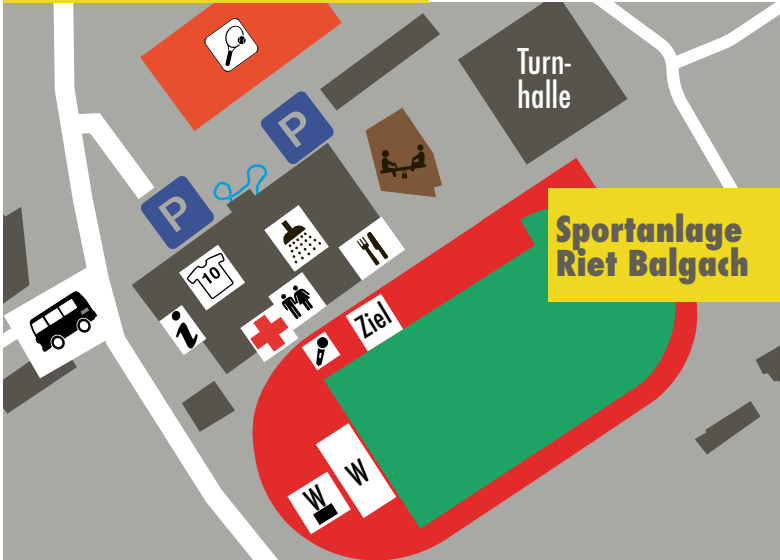 Turn-
halle
P
P
Sportanlage
Riet Balgach
10
i
Ziel
W
W